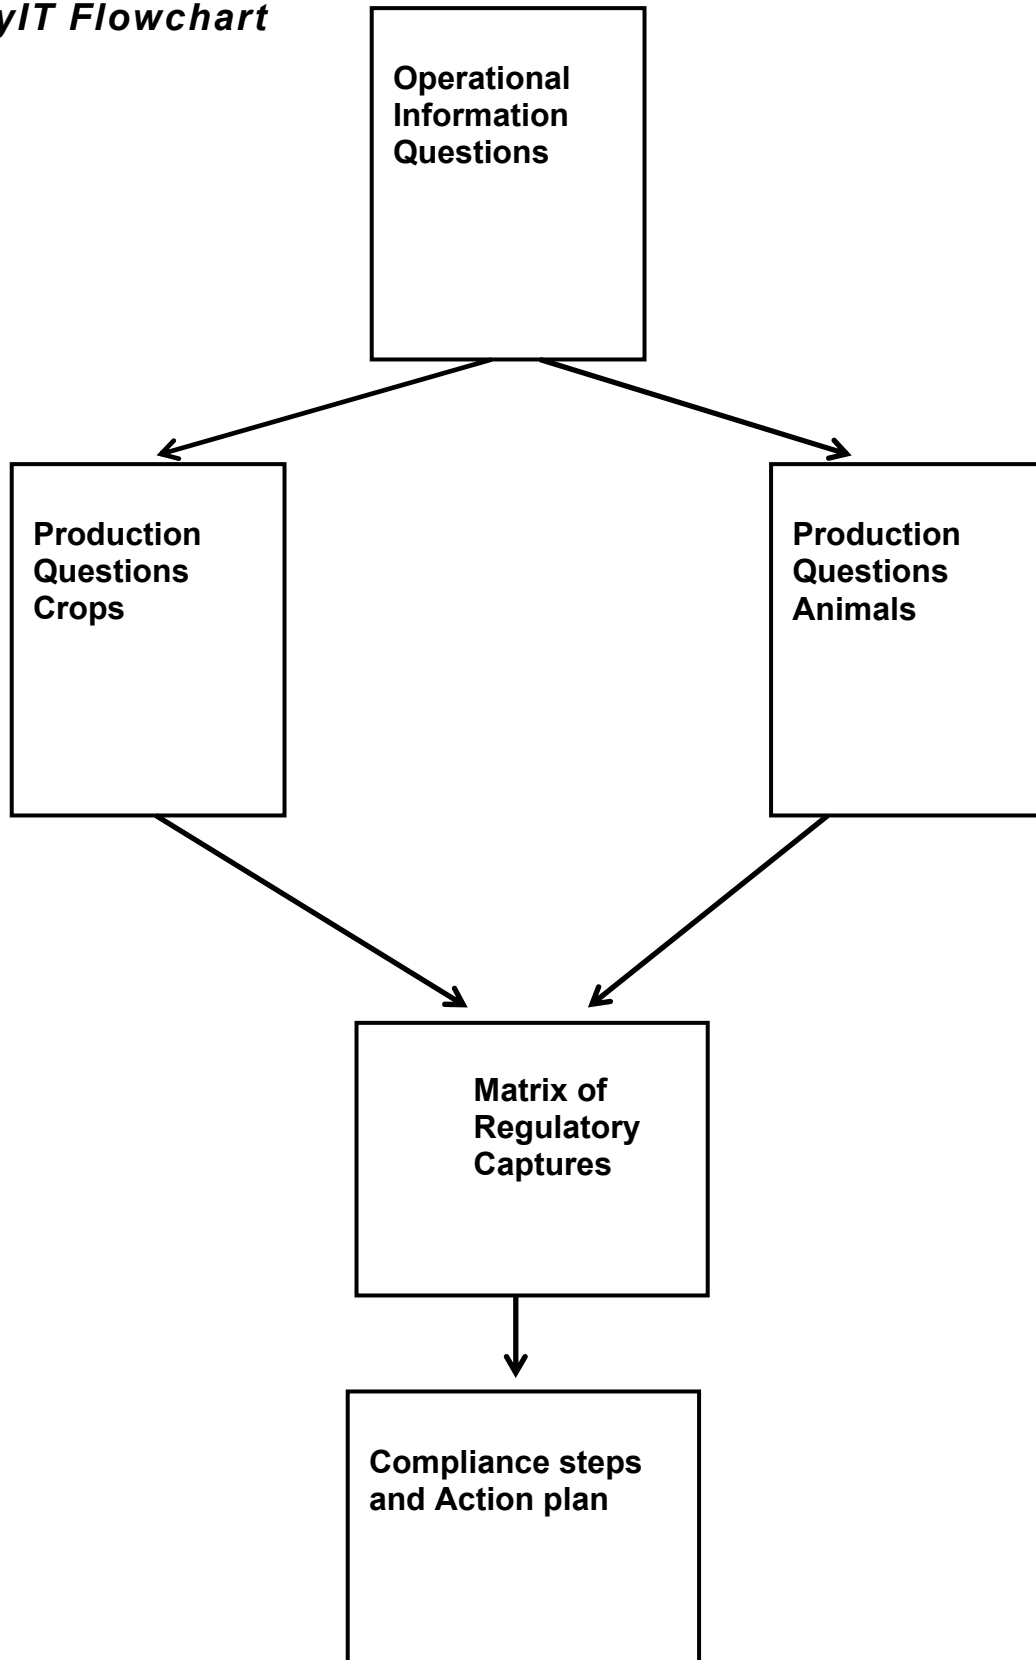 yIT Flowchart
Operational
Information
Questions
Production
Questions
Crops
Production
Questions
Animals
Matrix of
Regulatory
Captures
Compliance steps
and Action plan